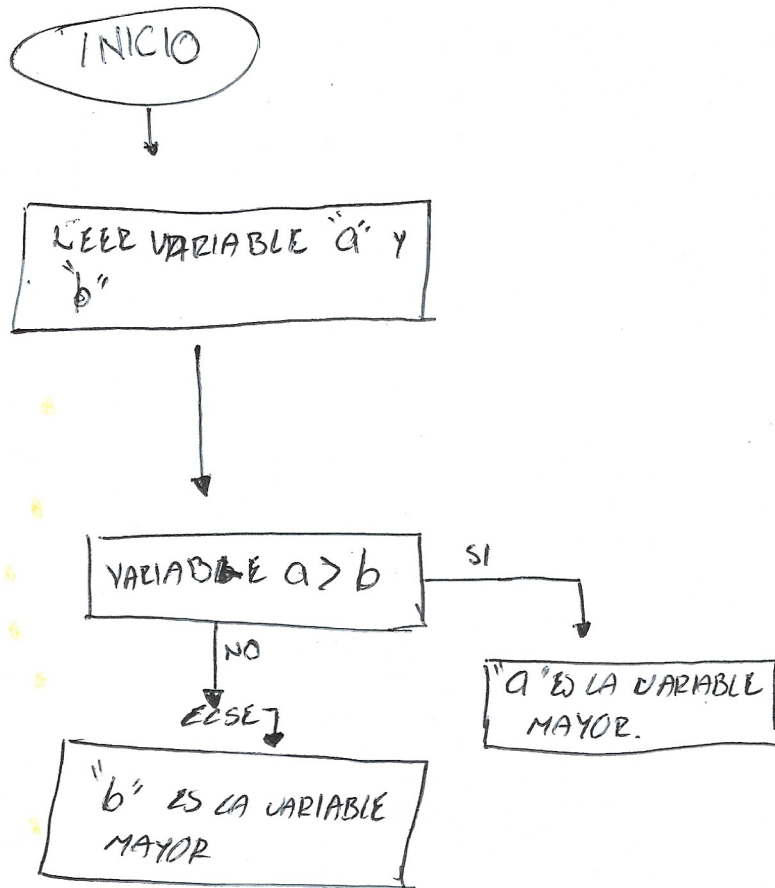 INICIO
LEER VARIABLE "a" Y
"b"
VARIABLE a > b
SI
NO
ELSE
"a" ES LA VARIABLE
MAYOR.
"b" ES LA VARIABLE
MAYOR